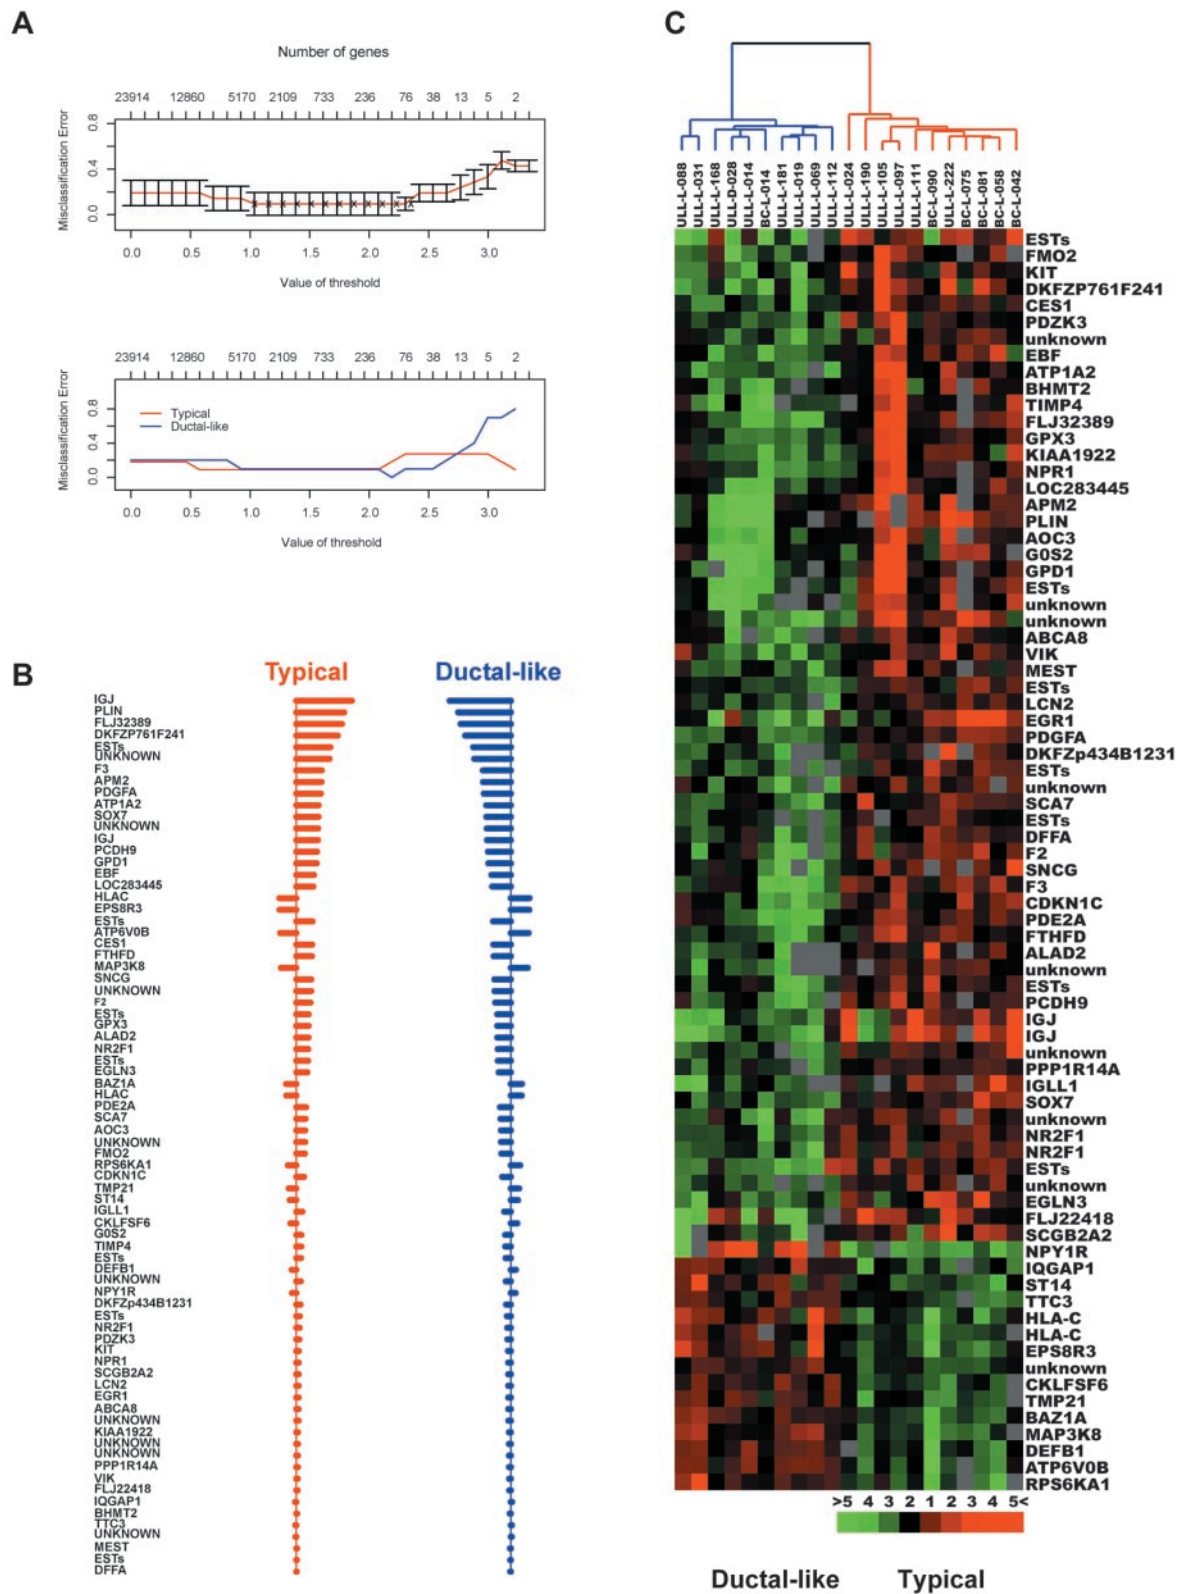 A
Number of genes
23914 12860 5170 2109 733 236 76 38 13 5 2
0.8
0.4
0.0
Misclassification Error
0.0 0.5 1.0 1.5 2.0 2.5 3.0
Value of threshold
23914 12860 5170 2109 733 236 76 38 13 5 2
0.8
0.4
0.0
Misclassification Error
Typical
Ductal-like
0.0 0.5 1.0 1.5 2.0 2.5 3.0
Value of threshold
B
Typical Ductal-like
IGJ
PLIN
FLJ32389
DKFZP761F241
ESTs
UNKNOWN
F3
APM2
PDGFA
ATP1A2
SOX7
UNKNOWN
IGJ
PCDH9
GPD1
EBF
LOC283445
HLAC
EPS8R3
ESTs
ATP6V0B
CES1
FTHFD
MAP3K8
SNCG
UNKNOWN
F2
ESTs
GPX3
ALAD2
NR2F1
ESTs
EGLN3
BAZ1A
HLAC
PDE2A
SCA7
AOC3
UNKNOWN
FMO2
RPS6KA1
CDKN1C
TMP21
ST14
IGLL1
CKLFSF6
G0S2
TIMP4
ESTs
DEFB1
UNKNOWN
NPY1R
DKFZp434B1231
ESTs
NR2F1
PDZK3
KIT
NPR1
SCGB2A2
LCN2
EGR1
ABCA8
UNKNOWN
KIAA1922
UNKNOWN
UNKNOWN
PPP1R14A
VIK
FLJ22418
IQGAP1
BHMT2
TTC3
UNKNOWN
MEST
ESTs
DFFA
C
ULL-L-088
ULL-L-031
ULL-L-168
ULL-D-028
ULL-L-014
BC-L-014
ULL-L-181
ULL-L-019
ULL-L-069
ULL-L-112
ULL-L-024
ULL-L-190
ULL-L-105
ULL-L-097
ULL-L-111
BC-L-090
ULL-L-222
BC-L-075
BC-L-081
BC-L-058
BC-L-042
ESTs
FMO2
KIT
DKFZP761F241
CES1
PDZK3
unknown
EBF
ATP1A2
BHMT2
TIMP4
FLJ32389
GPX3
KIAA1922
NPR1
LOC283445
APM2
PLIN
AOC3
G0S2
GPD1
ESTs
unknown
unknown
ABCA8
VIK
MEST
ESTs
LCN2
EGR1
PDGFA
DKFZp434B1231
ESTs
unknown
SCA7
ESTs
DFFA
F2
SNCG
F3
CDKN1C
PDE2A
FTHFD
ALAD2
unknown
ESTs
PCDH9
IGJ
IGJ
unknown
PPP1R14A
IGLL1
SOX7
unknown
NR2F1
NR2F1
ESTs
unknown
EGLN3
FLJ22418
SCGB2A2
NPY1R
IQGAP1
ST14
TTC3
HLA-C
HLA-C
EPS8R3
unknown
CKLFSF6
TMP21
BAZ1A
MAP3K8
DEFB1
ATP6V0B
RPS6KA1
>5 4 3 2 1 2 3 4 5<
Ductal-like Typical